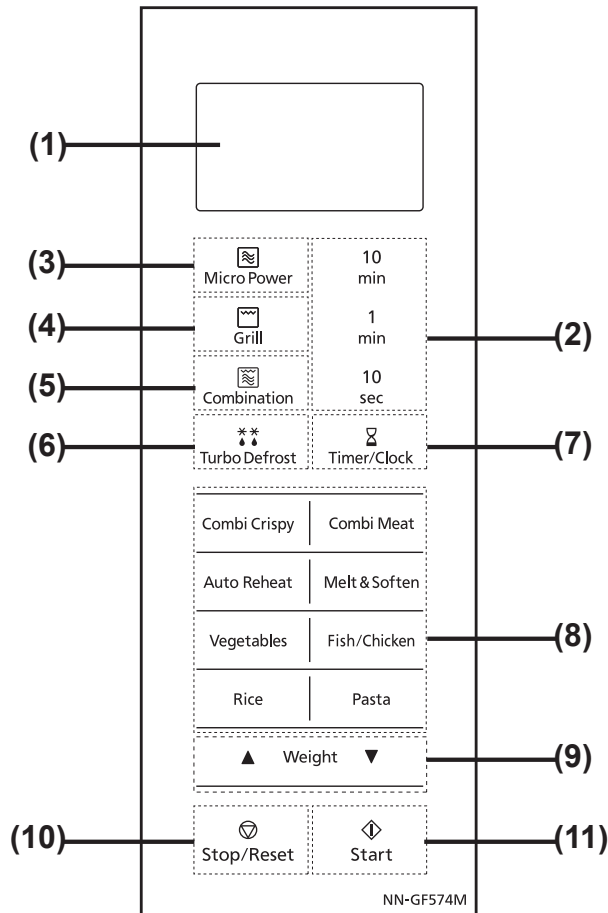 (1)
(3)
Micro Power
10
min
(4)
Grill
1
min
(2)
(5)
Combination
10
sec
(6)
Turbo Defrost
Timer/Clock
(7)
Combi Crispy
Combi Meat
Auto Reheat
Melt & Soften
Vegetables
Fish/Chicken
(8)
Rice
Pasta
▲ Weight ▼
(9)
(10)
Stop/Reset
Start
(11)
NN-GF574M